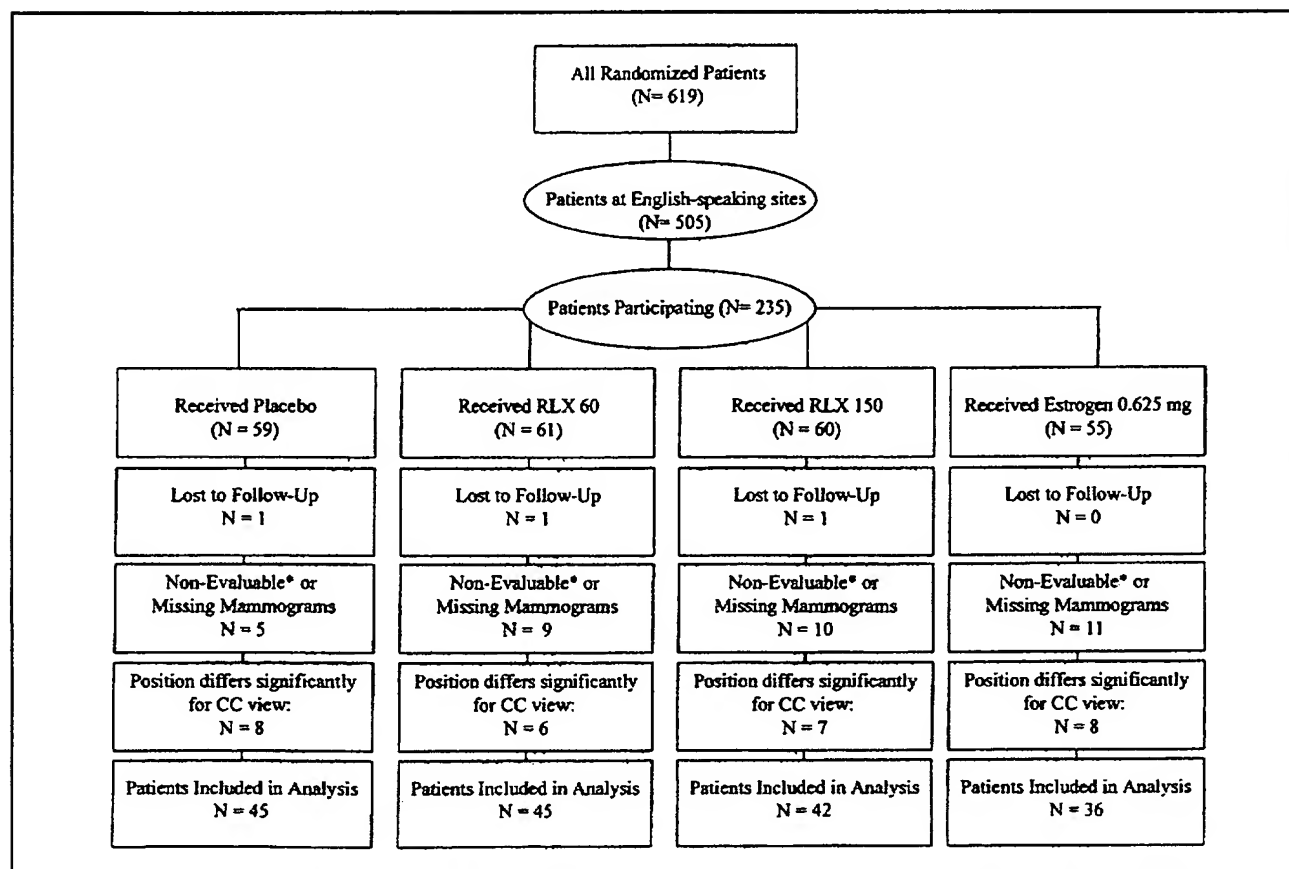 All Randomized Patients
(N= 619)
Patients at English-speaking sites
(N= 505)
Patients Participating (N= 235)
Received Placebo
(N = 59)
Received RLX 60
(N = 61)
Received RLX 150
(N = 60)
Received Estrogen 0.625 mg
(N = 55)
Lost to Follow-Up
N = 1
Lost to Follow-Up
N = 1
Lost to Follow-Up
N = 1
Lost to Follow-Up
N = 0
Non-Evaluable* or
Missing Mammograms
N = 5
Non-Evaluable* or
Missing Mammograms
N = 9
Non-Evaluable* or
Missing Mammograms
N = 10
Non-Evaluable* or
Missing Mammograms
N = 11
Position differs significantly
for CC view:
N = 8
Position differs significantly
for CC view:
N = 6
Position differs significantly
for CC view:
N = 7
Position differs significantly
for CC view:
N = 8
Patients Included in Analysis
N = 45
Patients Included in Analysis
N = 45
Patients Included in Analysis
N = 42
Patients Included in Analysis
N = 36